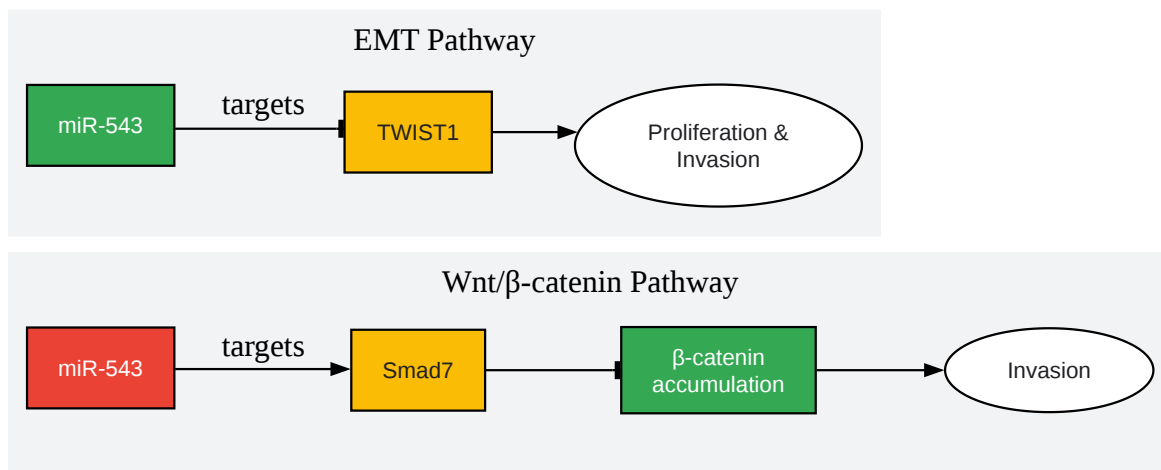 EMT Pathway
miR-543
targets
TWIST1
Proliferation &
Invasion
Wnt/β-catenin Pathway
miR-543
targets
Smad7
β-catenin
accumulation
Invasion